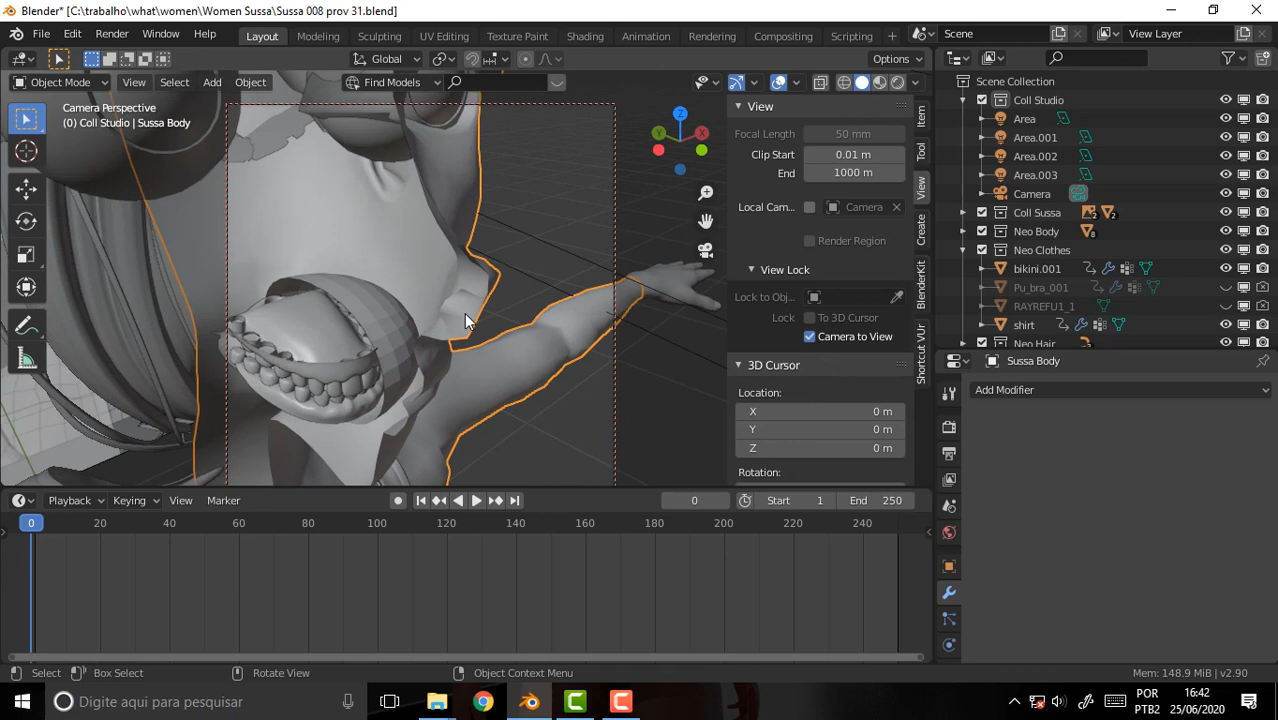 Blender* [C:\trabalho\what\women\Women Sussa\Sussa 008 prov 31.blend]
File Edit Render Window Help Layout Modeling Sculpting UV Editing Texture Paint Shading Animation Rendering Compositing Scripting + Scene View Layer
Global Options
Object Mode View Select Add Object Find Models
Camera Perspective
(0) Coll Studio | Sussa Body
Z
Y
X
View
Focal Length 50 mm
Clip Start 0.01 m
End 1000 m
Local Cam... Camera
Render Region
View Lock
Lock to Obj...
Lock To 3D Cursor
Camera to View
3D Cursor
Location:
X 0 m
Y 0 m
Z 0 m
Rotation:
Item
Tool
View
Create
BlenderKit
Shortcut VUr
Scene Collection
Coll Studio
Area
Area.001
Area.002
Area.003
Camera
Coll Sussa 2 2
Neo Body 8
Neo Clothes
bikini.001
Pu_bra_001
RAYREFU1_1
shirt
Neo Hair
Sussa Body
Add Modifier
Playback Keying View Marker 0 Start 1 End 250
0 20 40 60 80 100 120 140 160 180 200 220 240
Select Box Select Rotate View Object Context Menu Mem: 148.9 MiB | v2.90
Digite aqui para pesquisar
POR
PTB2
16:42
25/06/2020